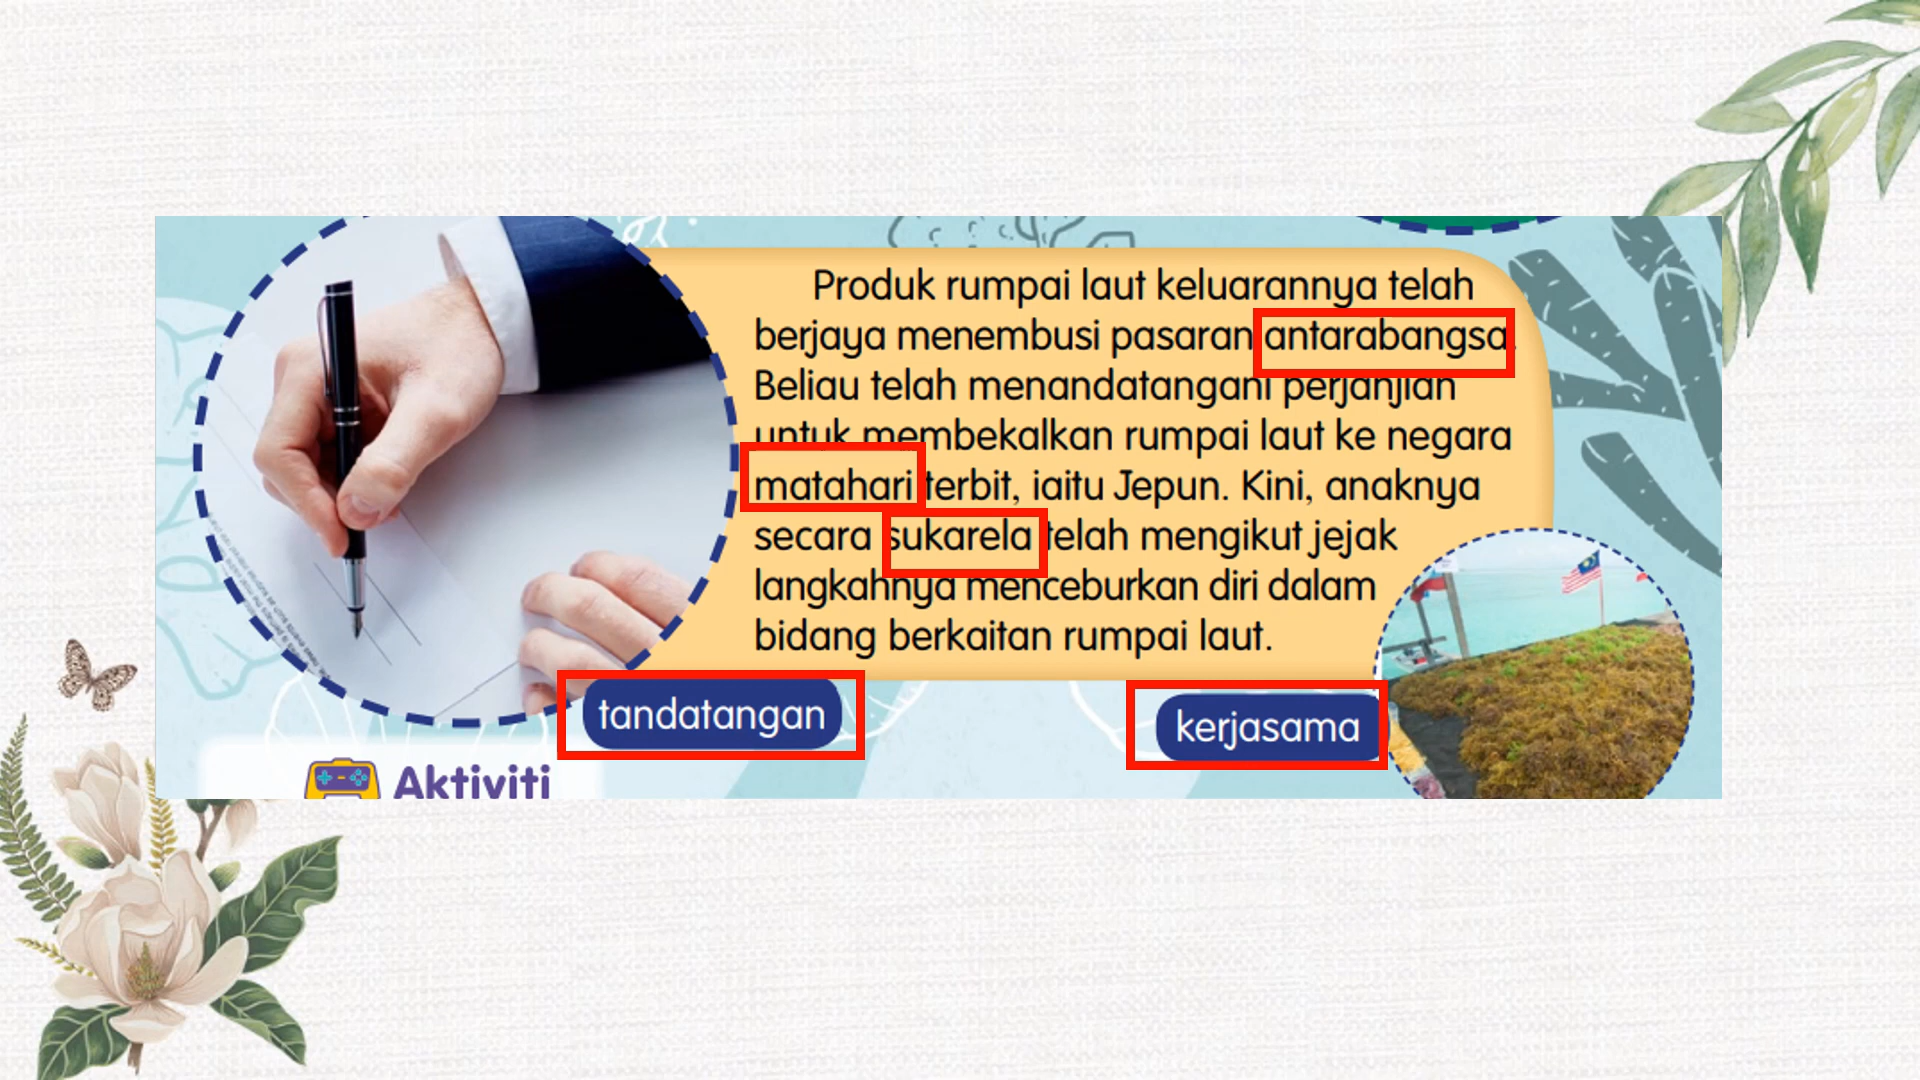 Produk rumpai laut keluarannya telah
berjaya menembusi pasaran antarabangsa.
Beliau telah menandatangani perjanjian
untuk membekalkan rumpai laut ke negara
matahari terbit, iaitu Jepun. Kini, anaknya
secara sukarela telah mengikut jejak
langkahnya menceburkan diri dalam
bidang berkaitan rumpai laut.
tandatangan
kerjasama
Aktiviti